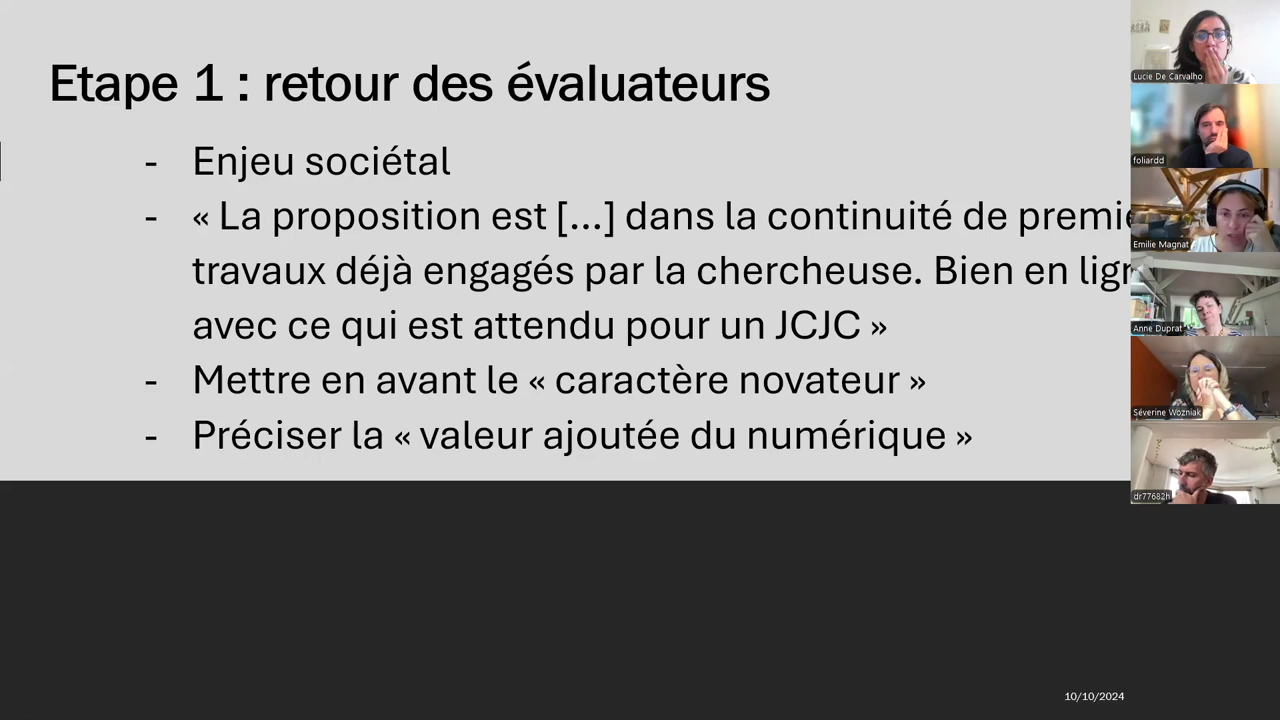 Etape 1 : retour des évaluateurs
- Enjeu sociétal
- « La proposition est [...] dans la continuité de premie
travaux déjà engagés par la chercheuse. Bien en lign
avec ce qui est attendu pour un JCJC »
- Mettre en avant le « caractère novateur »
- Préciser la « valeur ajoutée du numérique »
10/10/2024
Lucie De Carvalho
foliardd
Emilie Magnat
Anne Duprat
Séverine Wozniak
dr77682h